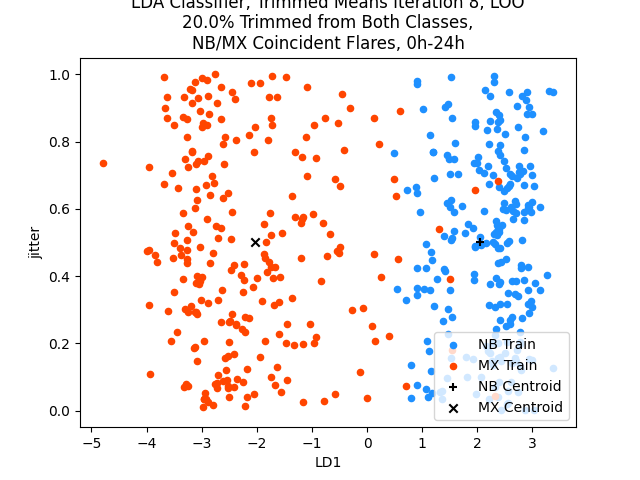 LDA Classifier, Trimmed Means Iteration 8, LOO
20.0% Trimmed from Both Classes,
NB/MX Coincident Flares, 0h-24h
1.0
0.8
0.6
0.4
0.2
0.0
jitter
NB Train
MX Train
NB Centroid
MX Centroid
−5 −4 −3 −2 −1 0 1 2 3
LD1